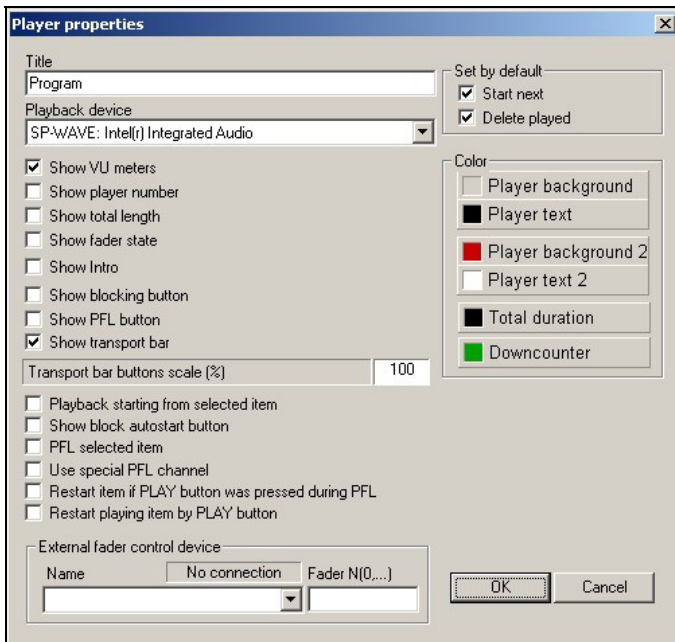 Player properties
Title
Program
Playback device
SP-WAVE: Intel(r) Integrated Audio
Show VU meters
Show player number
Show total length
Show fader state
Show Intro
Show blocking button
Show PFL button
Show transport bar
Transport bar buttons scale (%) 100
Playback starting from selected item
Show block autostart button
PFL selected item
Use special PFL channel
Restart item if PLAY button was pressed during PFL
Restart playing item by PLAY button
External fader control device
Name No connection Fader N(0,...)
Set by default
Start next
Delete played
Color
Player background
Player text
Player background 2
Player text 2
Total duration
Downcounter
OK Cancel